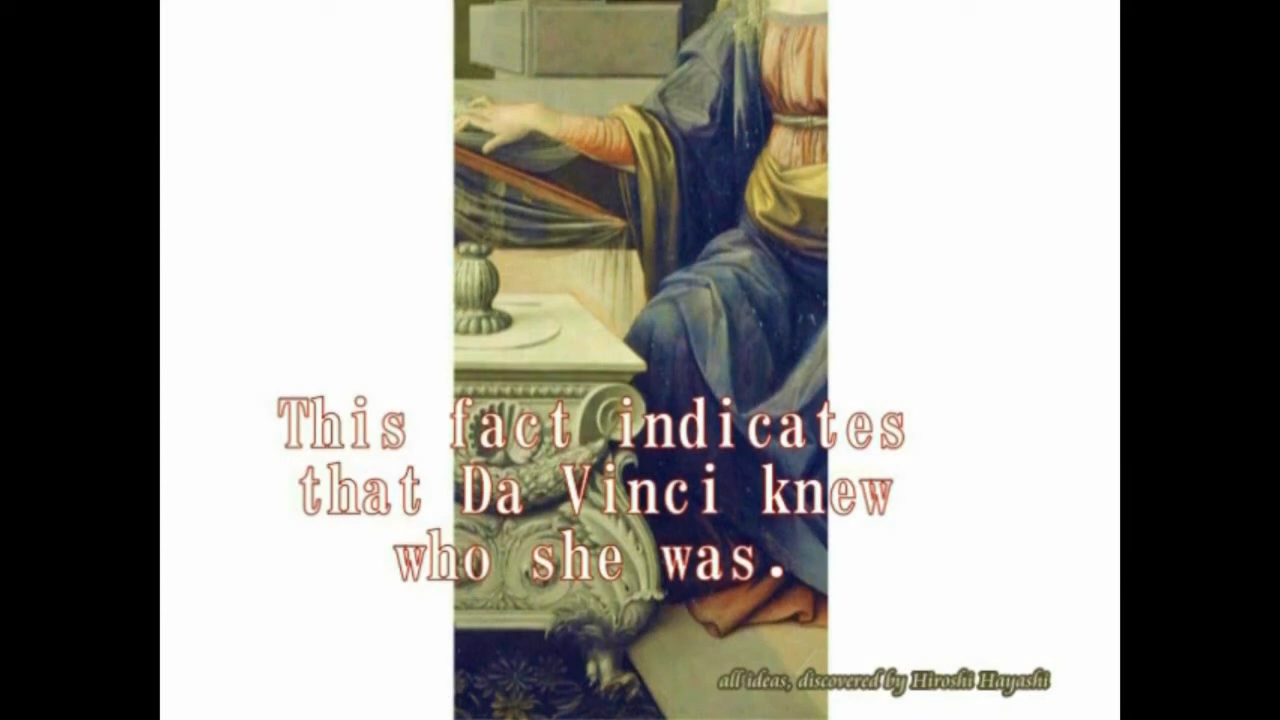 This fact indicates
that Da Vinci knew
who she was.
all ideas, discovered by Hiroshi Hayashi